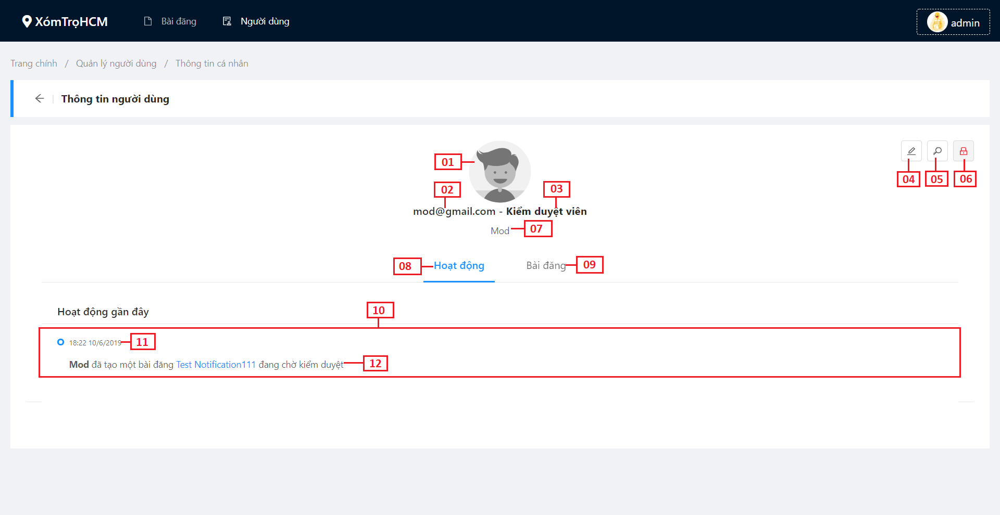 XómTrọHCM Bài đăng Người dùng admin
Trang chính / Quản lý người dùng / Thông tin cá nhân
Thông tin người dùng
01
02 03
04 05 06
mod@gmail.com - Kiểm duyệt viên
Mod 07
08 Hoạt động Bài đăng 09
Hoạt động gần đây 10
18:22 10/6/2019 11
Mod đã tạo một bài đăng Test Notification111 đang chờ kiểm duyệt 12